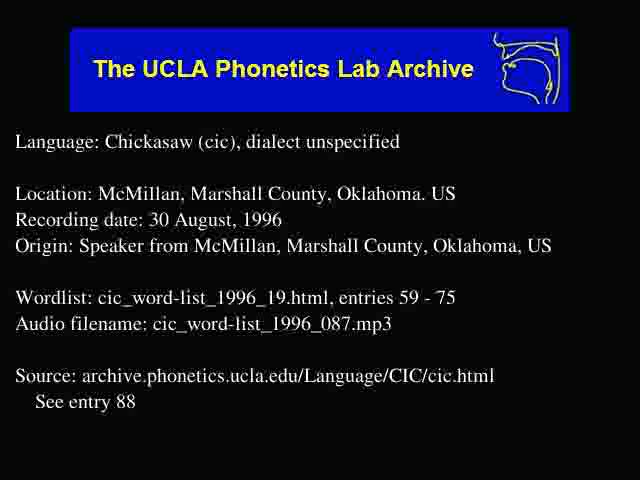 The UCLA Phonetics Lab Archive
Language: Chickasaw (cic), dialect unspecified
Location: McMillan, Marshall County, Oklahoma. US
Recording date: 30 August, 1996
Origin: Speaker from McMillan, Marshall County, Oklahoma, US
Wordlist: cic_word-list_1996_19.html, entries 59 - 75
Audio filename: cic_word-list_1996_087.mp3
Source: archive.phonetics.ucla.edu/Language/CIC/cic.html
See entry 88